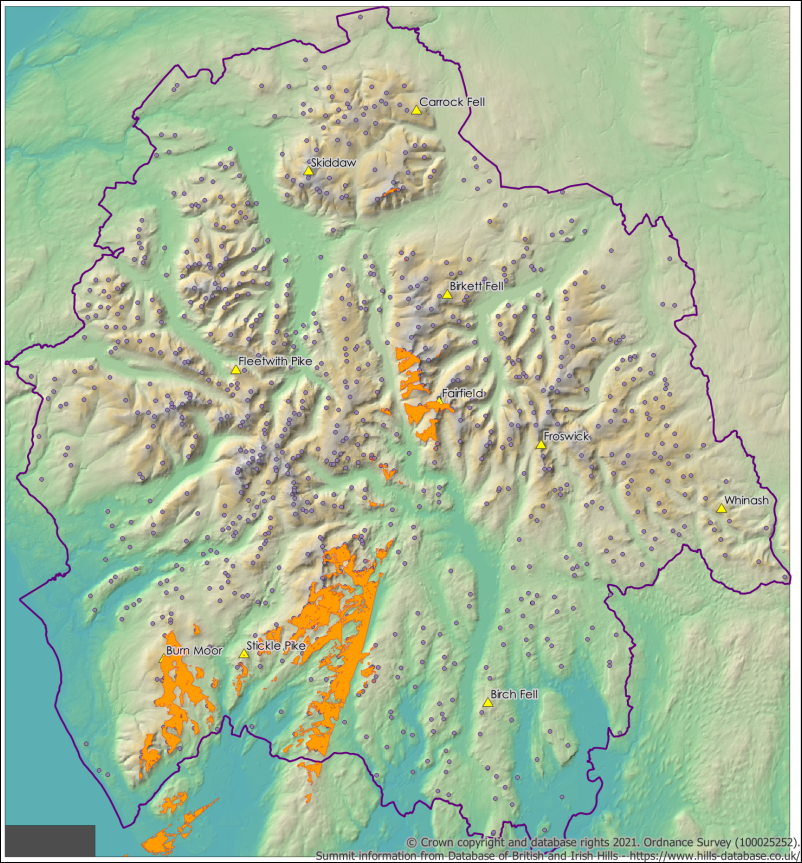 Carrock Fell
Skiddaw
Birkett Fell
Fleetwith Pike
Fairfield
Froswick
Whinash
Stickle Pike
Burn Moor
Birch Fell
© Crown copyright and database rights 2021. Ordnance Survey (100025252).
Summit information from Database of British and Irish Hills - https://www.hills-database.co.uk/